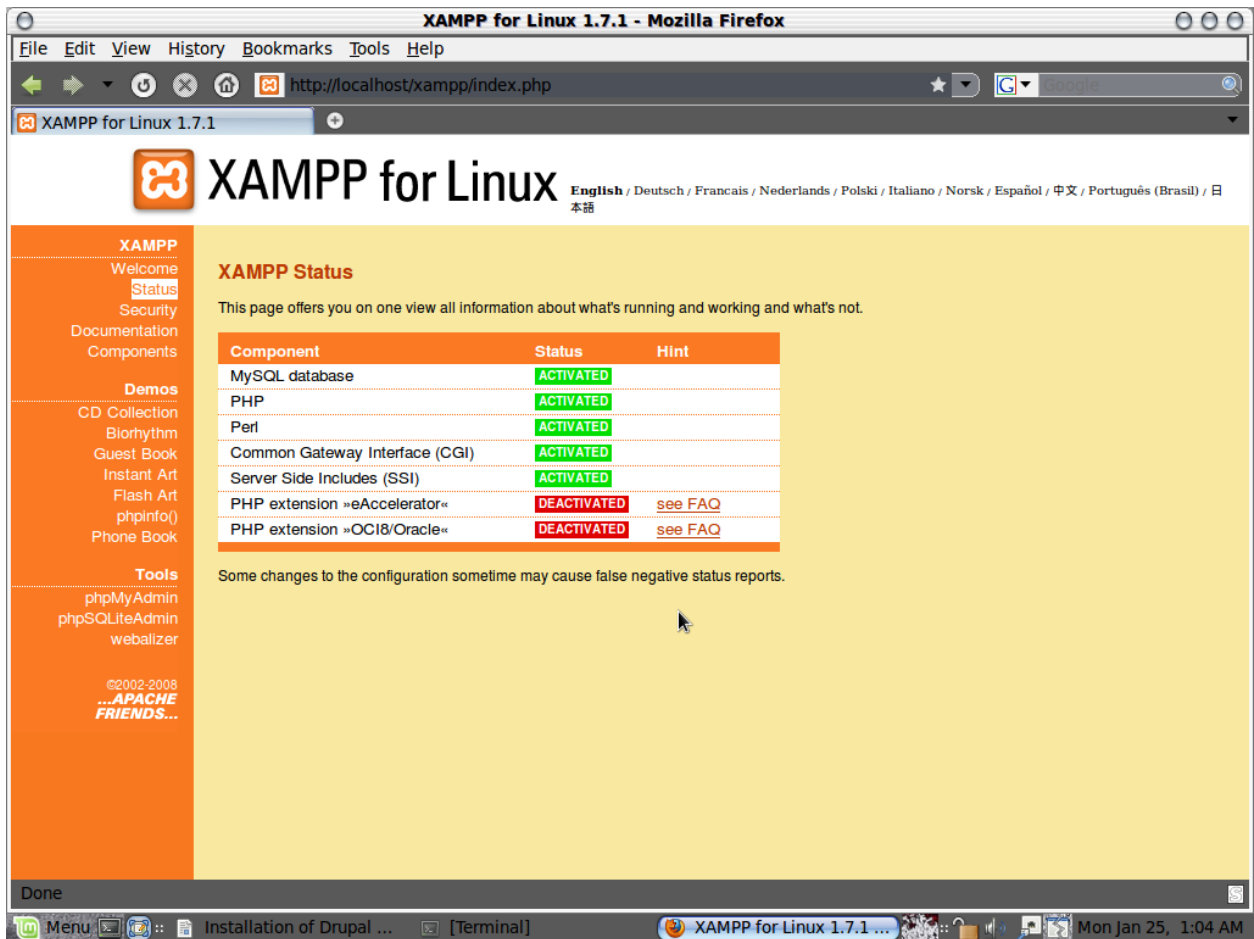 XAMPP for Linux 1.7.1 - Mozilla Firefox
File Edit View History Bookmarks Tools Help
http://localhost/xampp/index.php
Google
XAMPP for Linux 1.7.1
XAMPP for Linux
English / Deutsch / Francais / Nederlands / Polski / Italiano / Norsk / Español / 中文 / Português (Brasil) / 日
本語
XAMPP
Welcome
Status
Security
Documentation
Components
Demos
CD Collection
Biorhythm
Guest Book
Instant Art
Flash Art
phpinfo()
Phone Book
Tools
phpMyAdmin
phpSQLiteAdmin
webalizer
©2002-2008
...APACHE
FRIENDS...
XAMPP Status
This page offers you on one view all information about what's running and working and what's not.
Component Status Hint
MySQL database ACTIVATED
PHP ACTIVATED
Perl ACTIVATED
Common Gateway Interface (CGI) ACTIVATED
Server Side Includes (SSI) ACTIVATED
PHP extension »eAccelerator« DEACTIVATED see FAQ
PHP extension »OCI8/Oracle« DEACTIVATED see FAQ
Some changes to the configuration sometime may cause false negative status reports.
Done
Menu Installation of Drupal ... [Terminal] XAMPP for Linux 1.7.1 ... Mon Jan 25, 1:04 AM